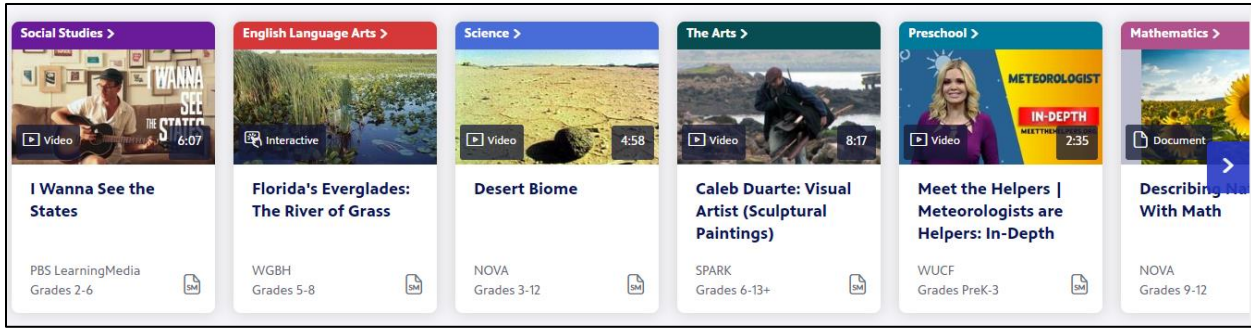 Social Studies >
I WANNA
SEE
THE STATES
Video
6:07
I Wanna See the
States
PBS LearningMedia
Grades 2-6
SM
English Language Arts >
Interactive
Florida's Everglades:
The River of Grass
WGBH
Grades 5-8
SM
Science >
Video
4:58
Desert Biome
NOVA
Grades 3-12
SM
The Arts >
Video
8:17
Caleb Duarte: Visual
Artist (Sculptural
Paintings)
SPARK
Grades 6-13+
SM
Preschool >
METEOROLOGIST
IN-DEPTH
MEETTHEHELPERS.ORG
Video
2:35
Meet the Helpers |
Meteorologists are
Helpers: In-Depth
WUCF
Grades PreK-3
SM
Mathematics >
Document
Describing
With Math
NOVA
Grades 9-12